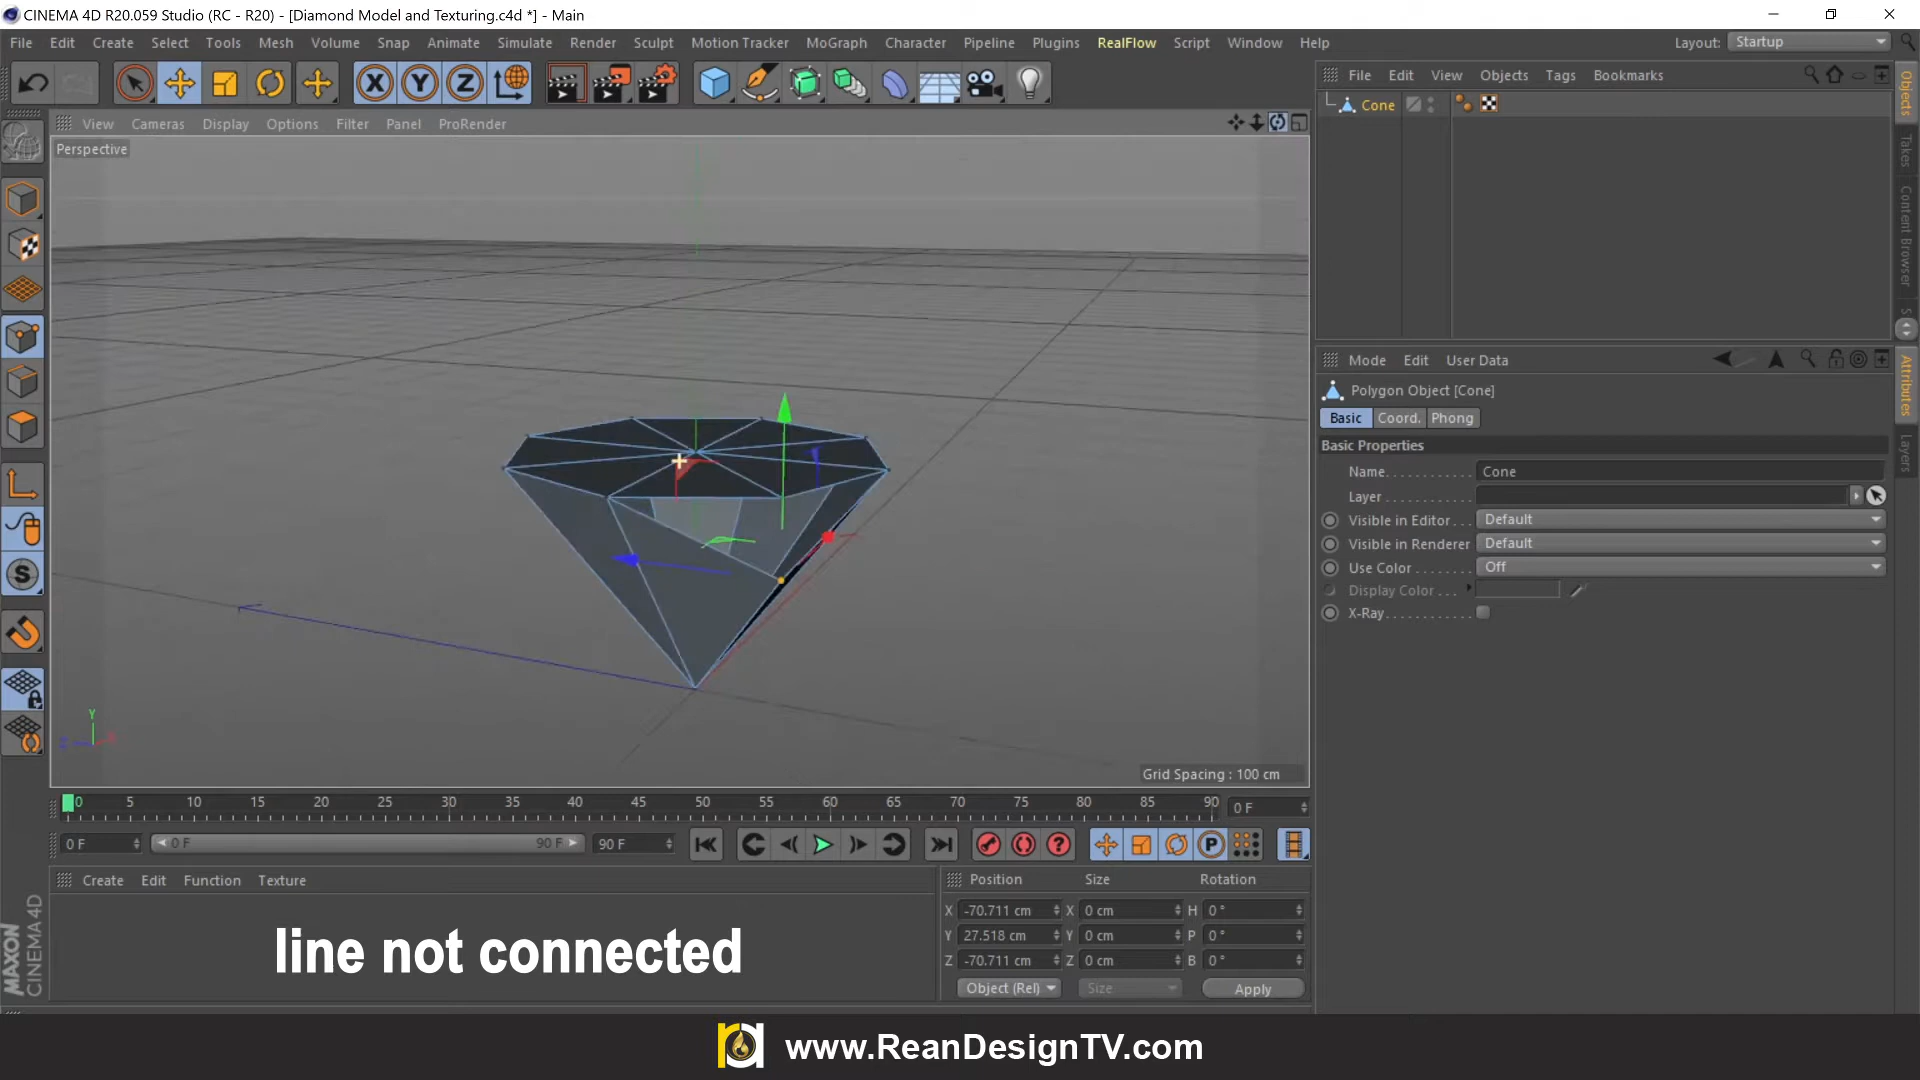 CINEMA 4D R20.059 Studio (RC - R20) - [Diamond Model and Texturing.c4d *] - Main
File Edit Create Select Tools Mesh Volume Snap Animate Simulate Render Sculpt Motion Tracker MoGraph Character Pipeline Plugins RealFlow Script Window Help Layout: Startup
File Edit View Objects Tags Bookmarks
Cone
Objects
Takes
Content Browser
S
View Cameras Display Options Filter Panel ProRender
Perspective
X Y Z
Y
Z
Grid Spacing : 100 cm
Mode Edit User Data
Polygon Object [Cone]
Basic Coord. Phong
Basic Properties
Name Cone
Layer
Visible in Editor Default
Visible in Renderer Default
Use Color Off
Display Color
X-Ray
Attributes
Layers
0 5 10 15 20 25 30 35 40 45 50 55 60 65 70 75 80 85 90 0 F
0 F 0 F 90 F 90 F
Create Edit Function Texture
Position Size Rotation
X -70.711 cm X 0 cm H 0 °
Y 27.518 cm Y 0 cm P 0 °
Z -70.711 cm Z 0 cm B 0 °
Object (Rel) Size Apply
MAXON
CINEMA 4D
line not connected
www.ReanDesignTV.com